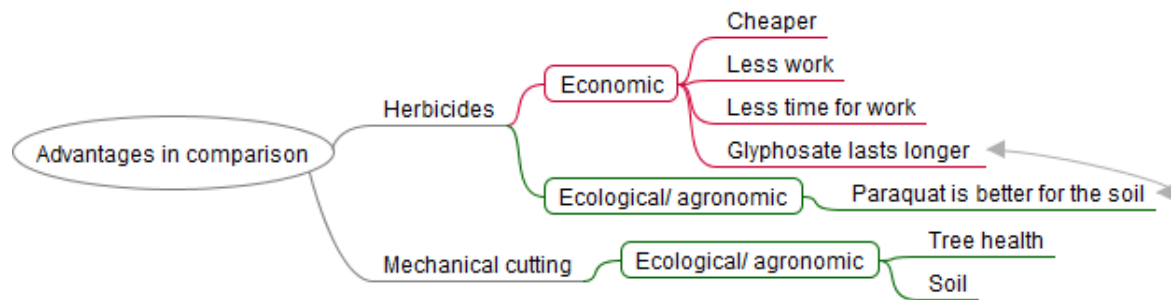 Advantages in comparison
Herbicides
Economic
Cheaper
Less work
Less time for work
Glyphosate lasts longer
Ecological/ agronomic
Paraquat is better for the soil
Mechanical cutting
Ecological/ agronomic
Tree health
Soil